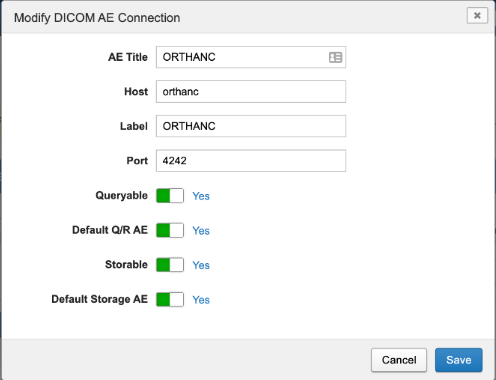 Modify DICOM AE Connection
AE Title ORTHANC
Host orthanc
Label ORTHANC
Port 4242
Queryable Yes
Default Q/R AE Yes
Storable Yes
Default Storage AE Yes
Cancel Save